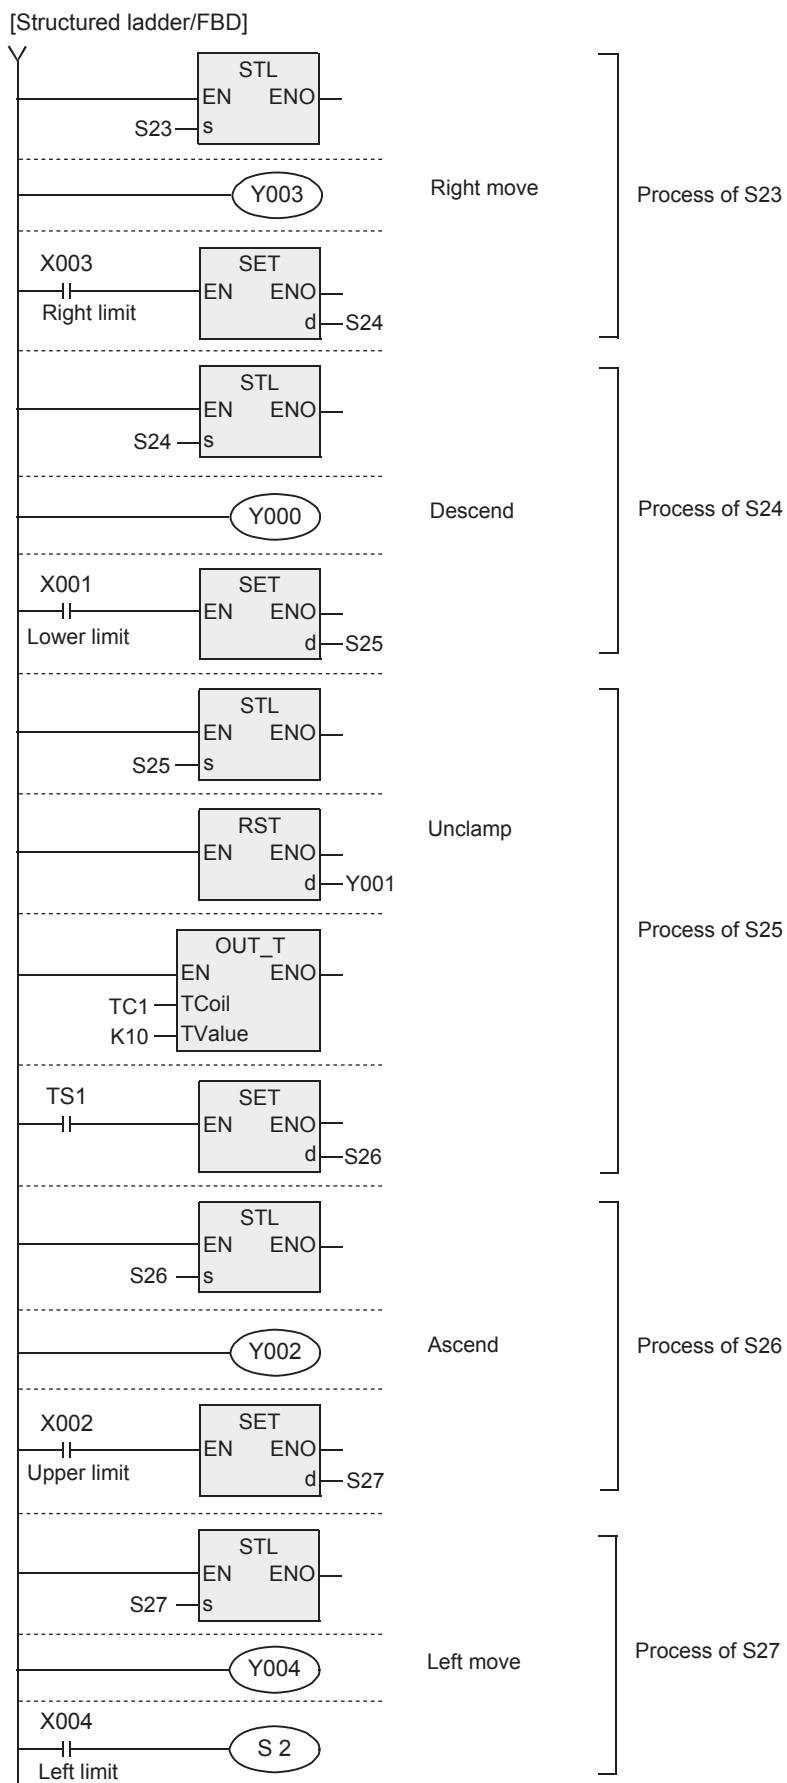 [Structured ladder/FBD]
STL
EN ENO
S23 s
Y003
Right move
Process of S23
X003
SET
EN ENO
Right limit
d S24
STL
EN ENO
S24 s
Y000
Descend
Process of S24
X001
SET
EN ENO
Lower limit
d S25
STL
EN ENO
S25 s
RST
Unclamp
EN ENO
d Y001
Process of S25
OUT_T
EN ENO
TC1 TCoil
K10 TValue
TS1
SET
EN ENO
d S26
STL
EN ENO
S26 s
Y002
Ascend
Process of S26
X002
SET
EN ENO
Upper limit
d S27
STL
EN ENO
S27 s
Y004
Left move
Process of S27
X004
S 2
Left limit